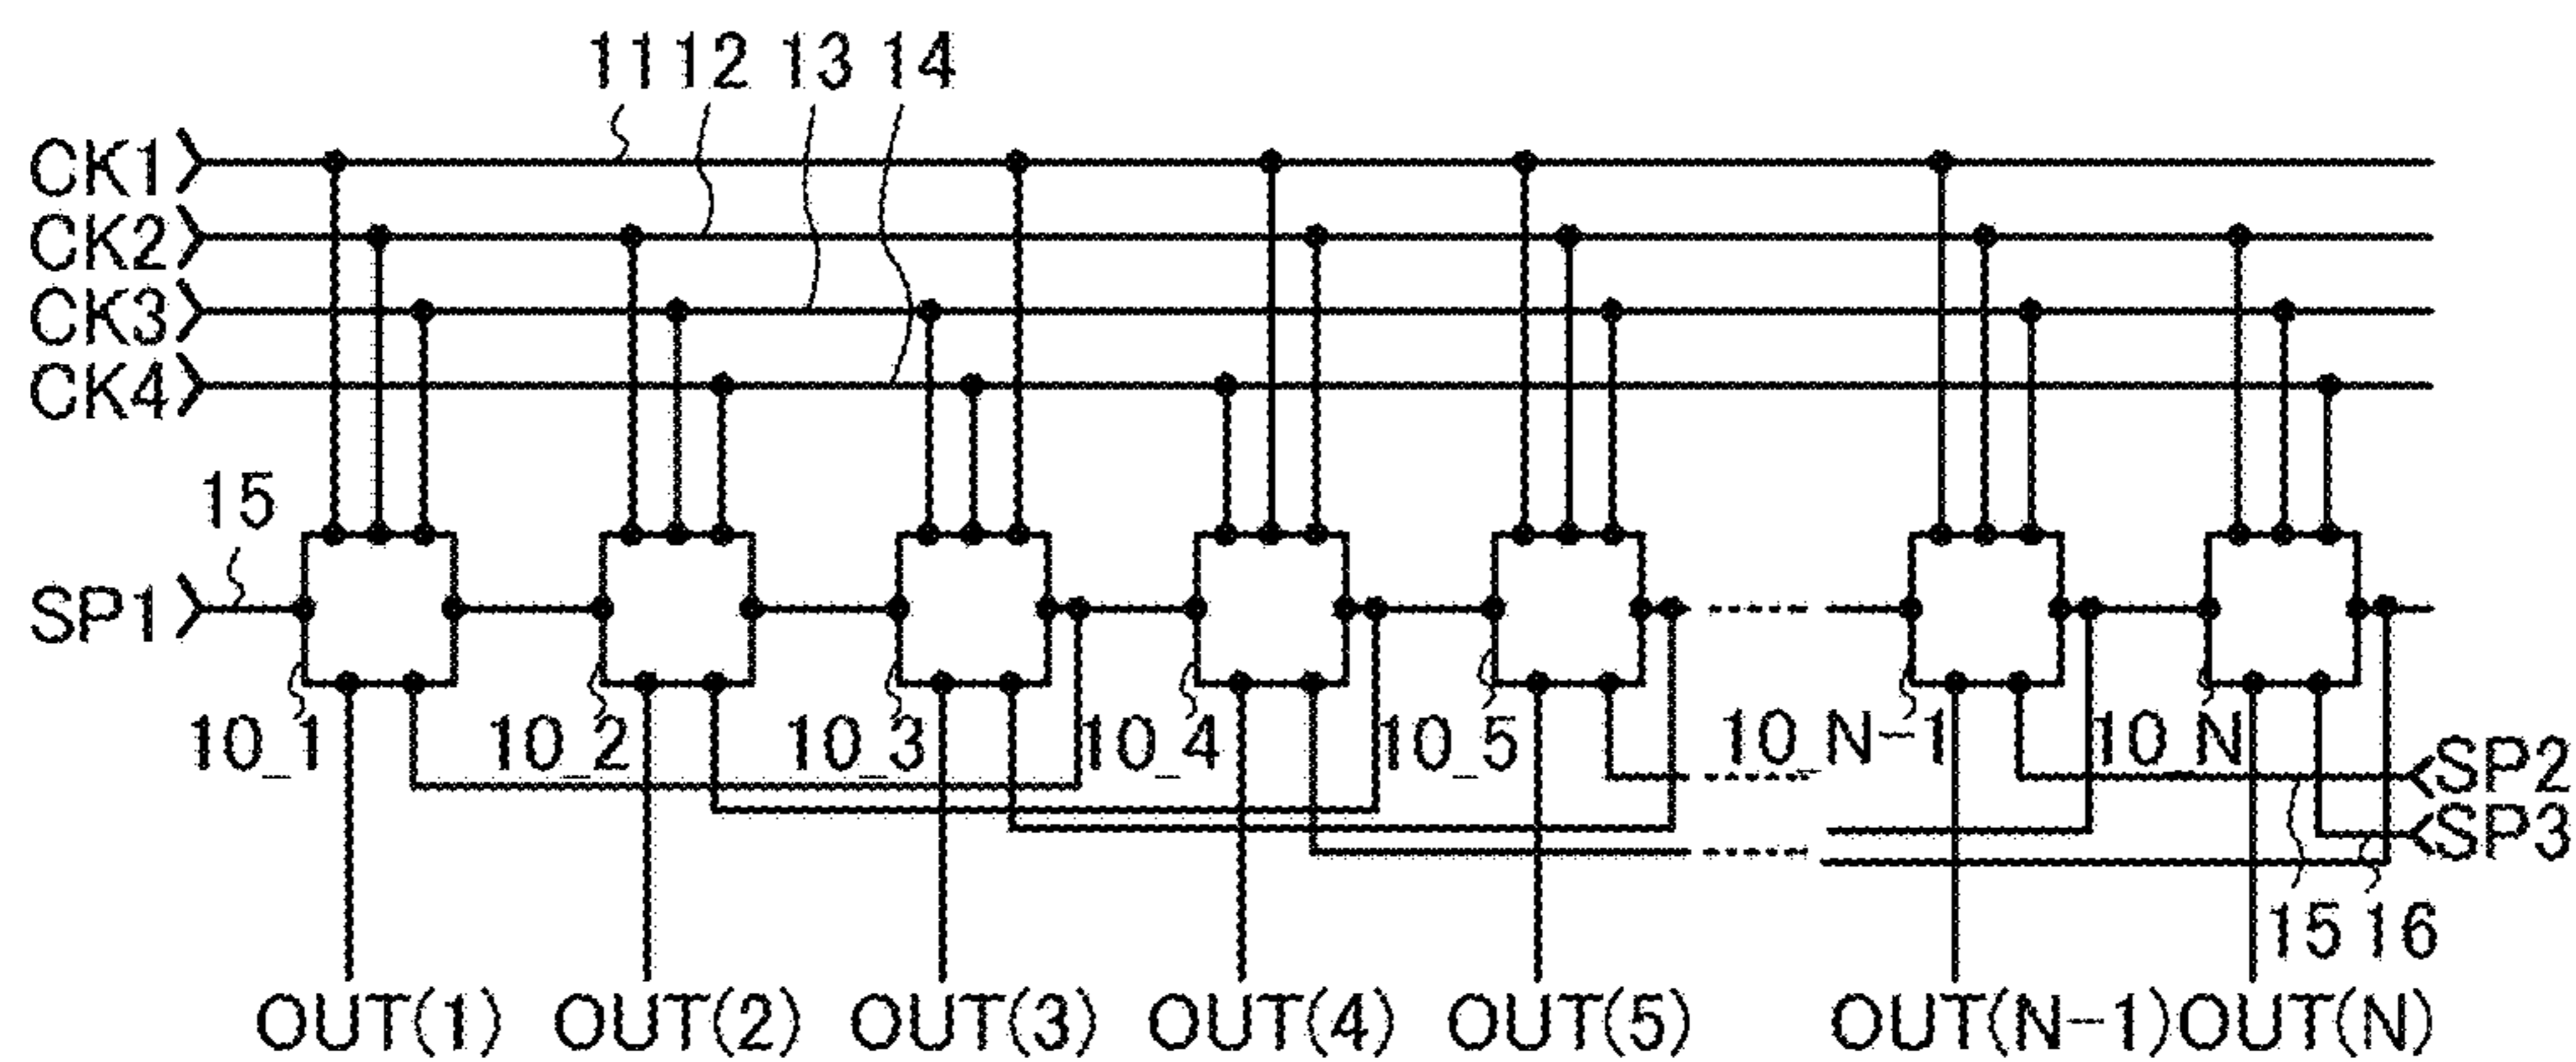 11 12 13 14
CK1
CK2
CK3
CK4
15
SP1
10_1 10_2 10_3 10_4 10_5 10_N-1 10_N
SP2
SP3
15 16
OUT(1) OUT(2) OUT(3) OUT(4) OUT(5) OUT(N-1) OUT(N)